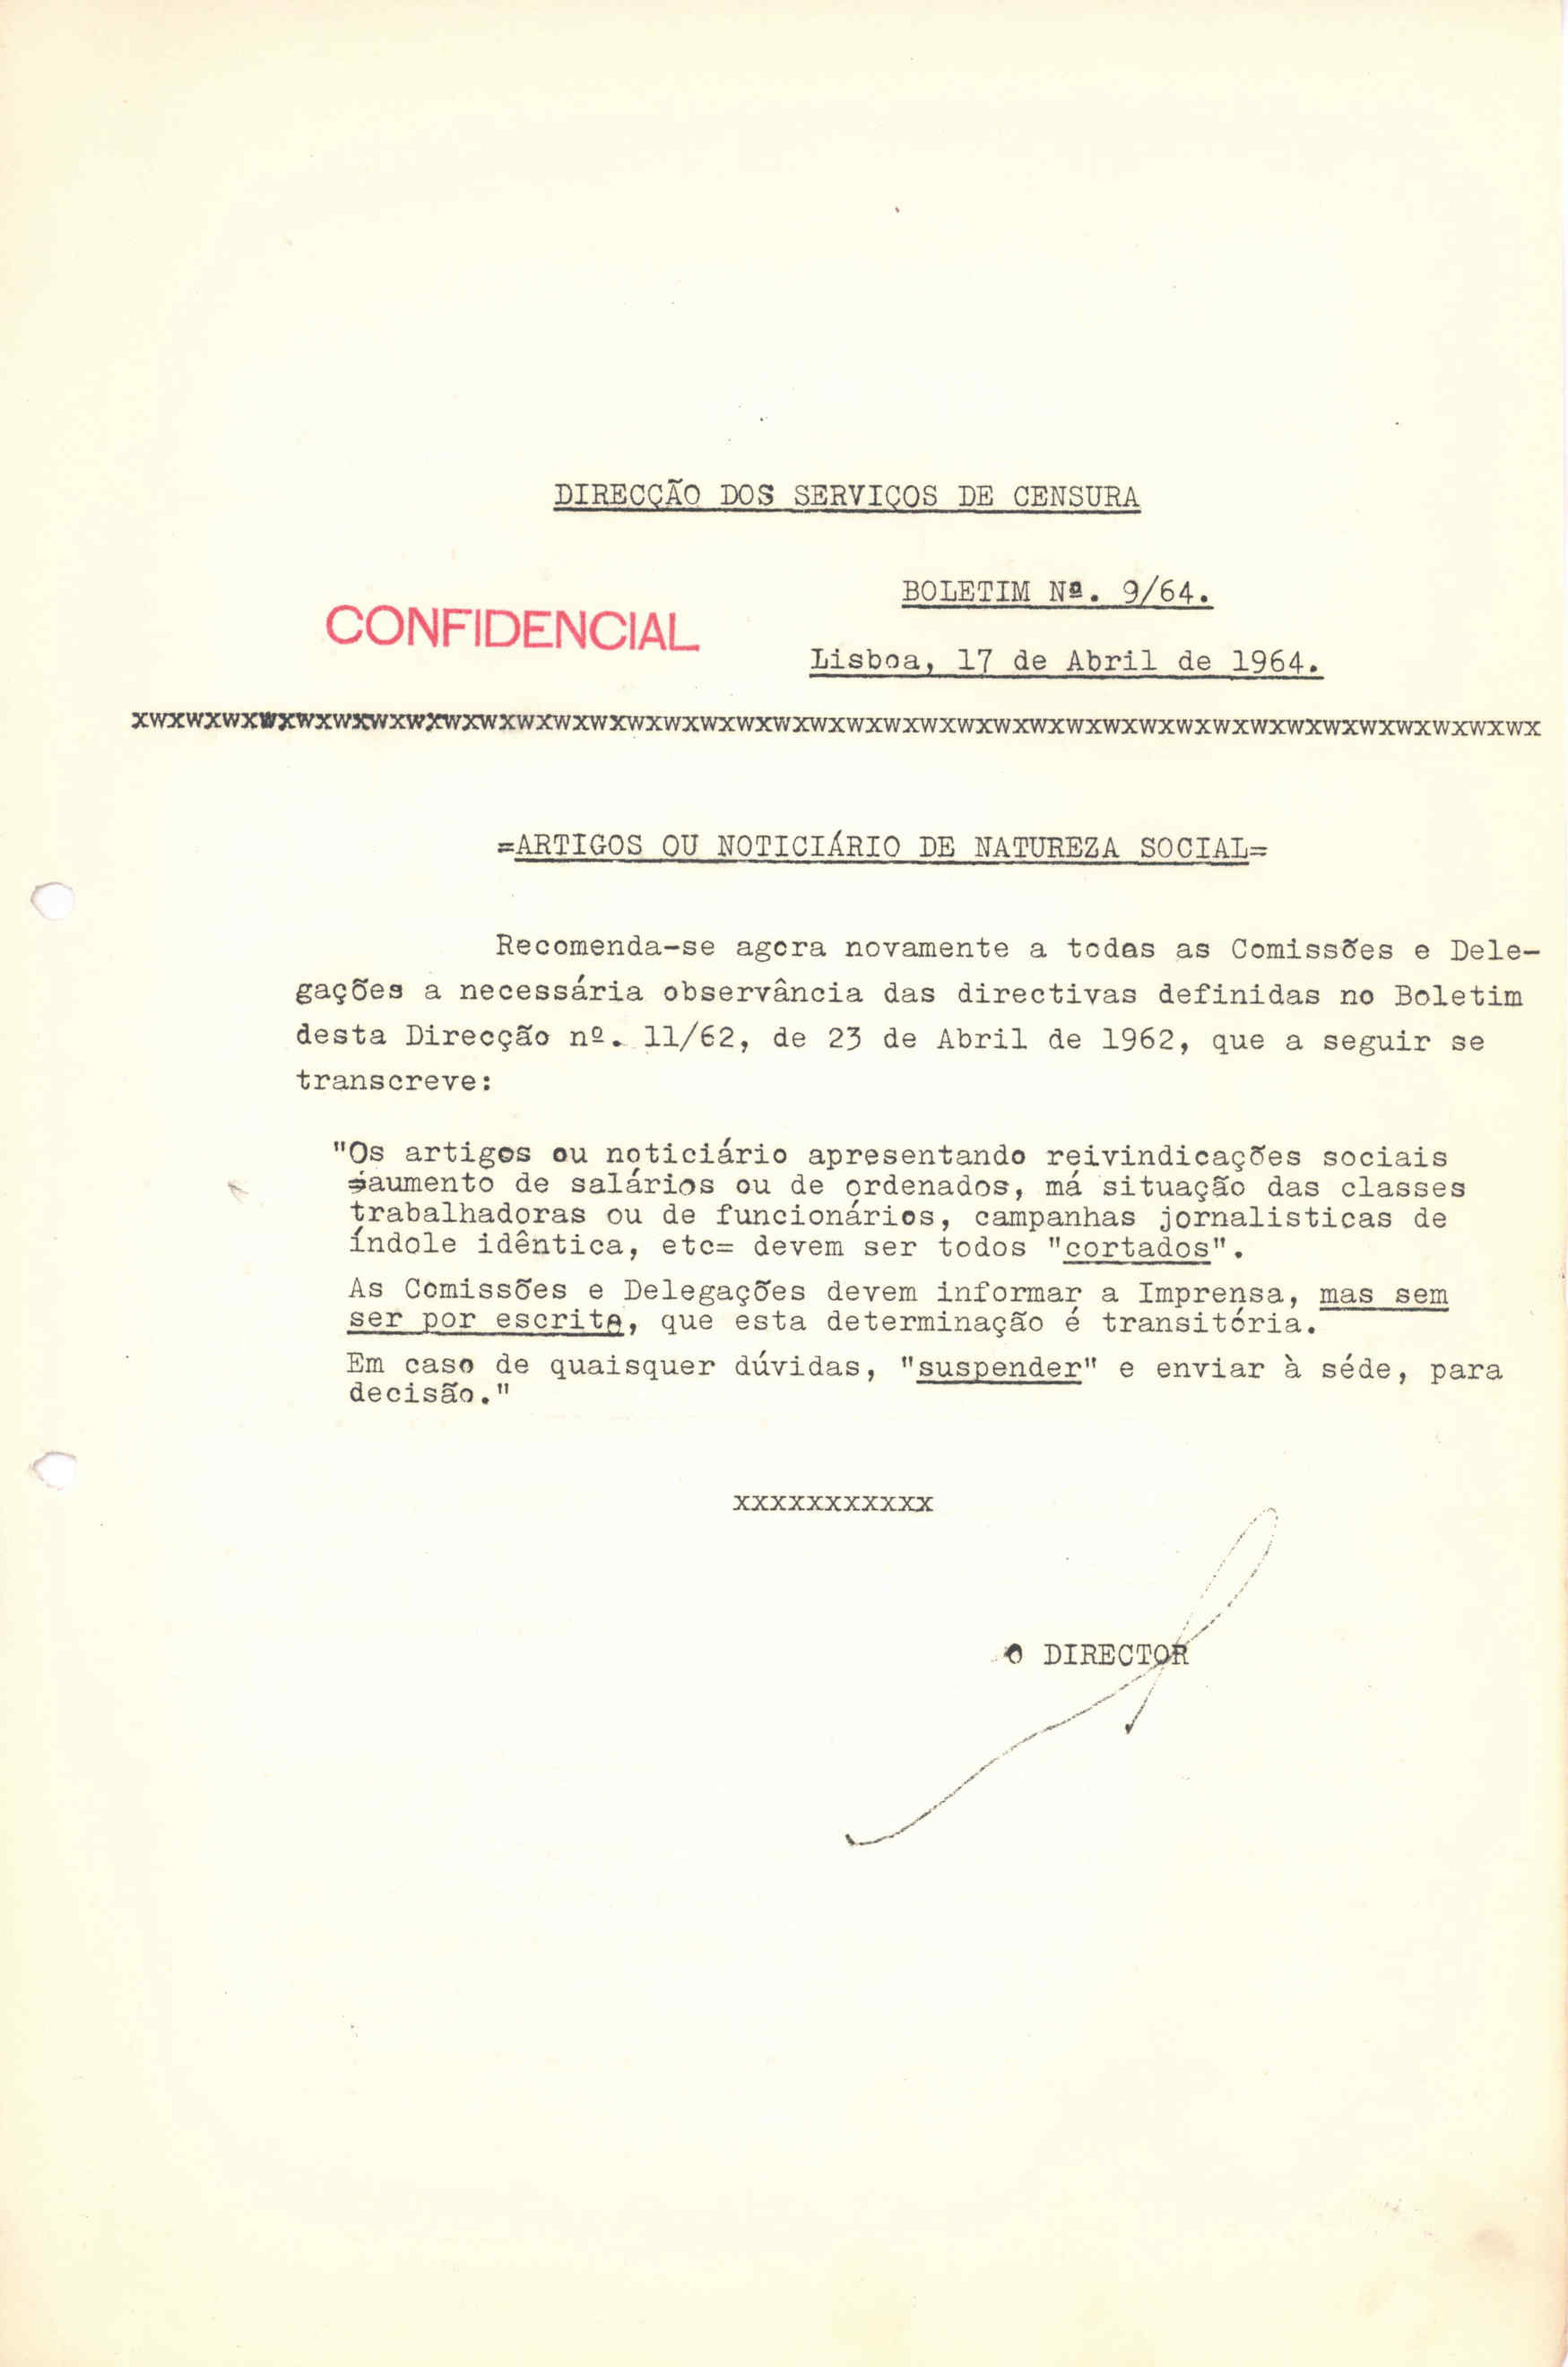 DIRECÇÃO DOS SERVIÇOS DE CENSURA
BOLETIM Nª. 9/64.
CONFIDENCIAL
Lisboa, 17 de Abril de 1964.
xwxwxwxwxwxwxwxwxwxwxwxwxwxwxwxwxwxwxwxwxwxwxwxwxwxwxwxwxwxwxwxwxwxwxwxwxwxwx
=ARTIGOS OU NOTICIÁRIO DE NATUREZA SOCIAL=
Recomenda-se agora novamente a todas as Comissões e Dele-
gações a necessária observância das directivas definidas no Boletim
desta Direcção nº. 11/62, de 23 de Abril de 1962, que a seguir se
transcreve:
"Os artigos ou noticiário apresentando reivindicações sociais
=aumento de salários ou de ordenados, má situação das classes
trabalhadoras ou de funcionários, campanhas jornalisticas de
índole idêntica, etc= devem ser todos "cortados".
As Comissões e Delegações devem informar a Imprensa, mas sem
ser por escrito, que esta determinação é transitória.
Em caso de quaisquer dúvidas, "suspender" e enviar à séde, para
decisão."
xxxxxxxxxxx
O DIRECTOR